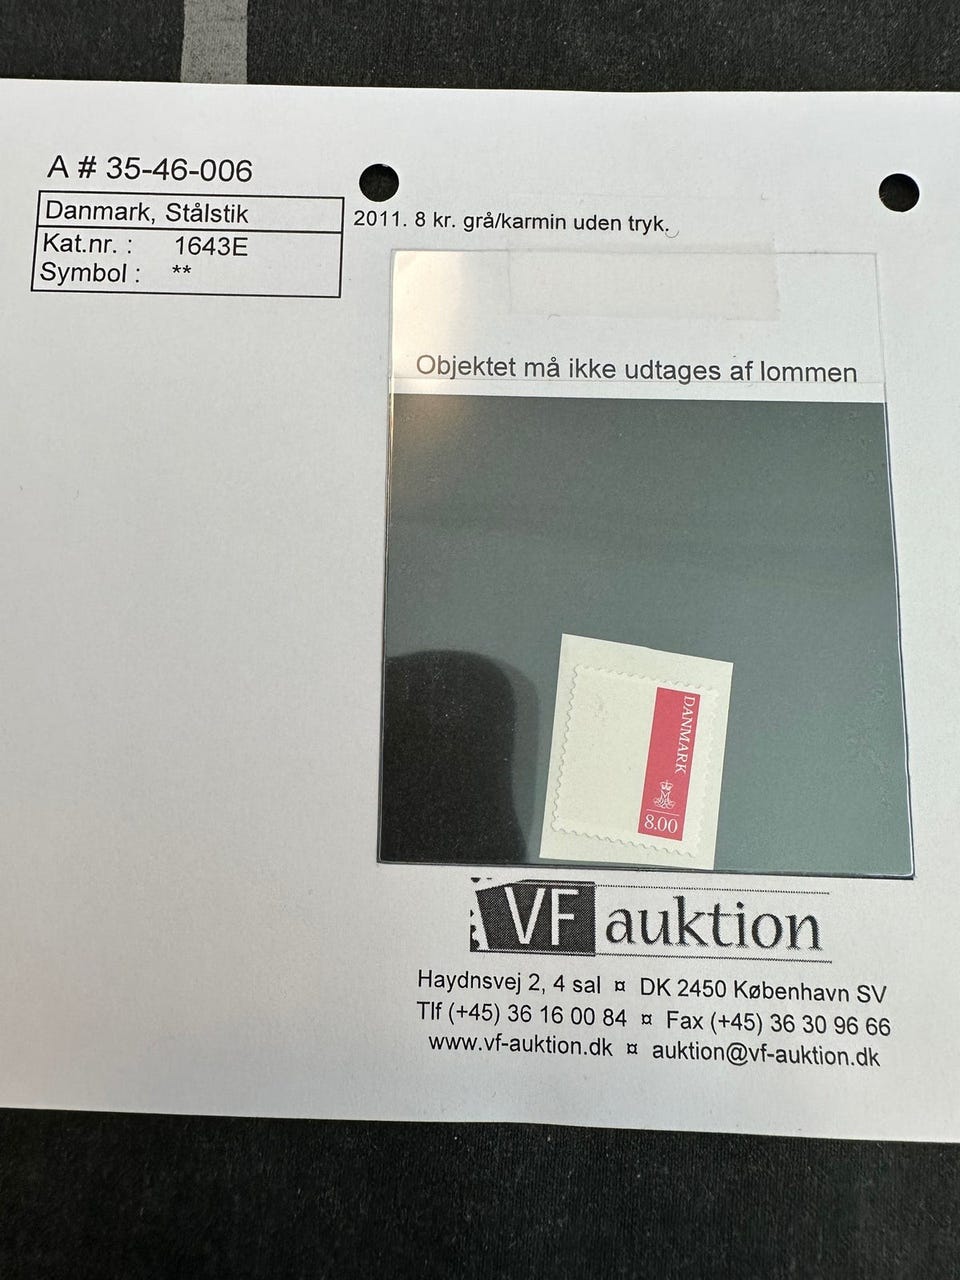 A # 35-46-006
Danmark, Stålstik
Kat.nr. : 1643E
Symbol : **
2011. 8 kr. grå/karmin uden tryk.
Objektet må ikke udtages af lommen
DANMARK
8.00
VF auktion
Haydnsvej 2, 4 sal ¤ DK 2450 København SV
Tlf (+45) 36 16 00 84 ¤ Fax (+45) 36 30 96 66
www.vf-auktion.dk ¤ auktion@vf-auktion.dk